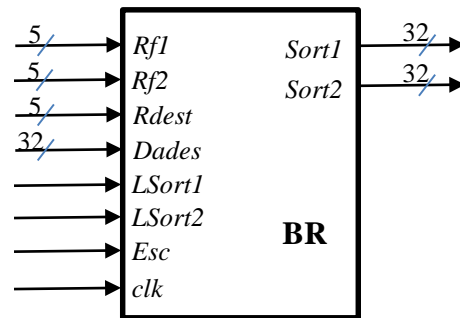 5 Rf1 Sort1 32
5 Rf2 Sort2 32
5 Rdest
32 Dades
LSort1
LSort2
Esc BR
clk